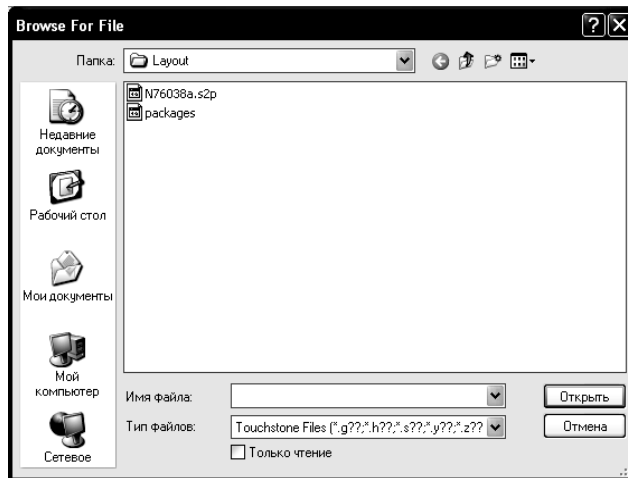 Browse For File
Папка: Layout
N76038a.s2p
packages
Недавние
документы
Рабочий стол
Мои документы
Мой
компьютер
Сетевое
Имя файла:
Открыть
Тип файлов: Touchstone Files (*.g??;*.h??;*.s??;*.y??;*.z??
Отмена
Только чтение